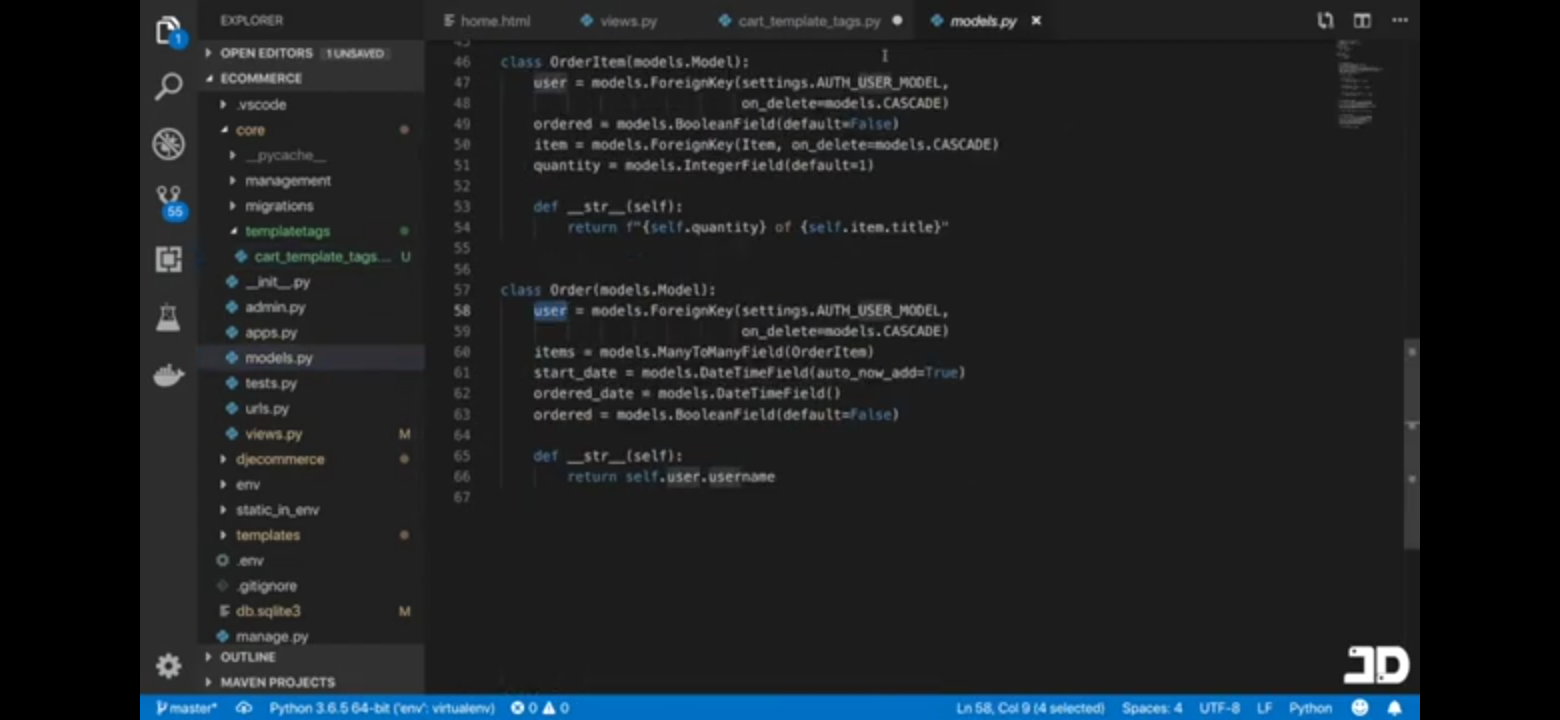 EXPLORER
home.html
views.py
cart_template_tags.py
models.py
OPEN EDITORS 1 UNSAVED
ECOMMERCE
.vscode
core
__pycache__
management
migrations
templatetags
cart_template_tags... U
__init__.py
admin.py
apps.py
models.py
tests.py
urls.py
views.py M
djecommerce
env
static_in_env
templates
.env
.gitignore
db.sqlite3 M
manage.py
OUTLINE
MAVEN PROJECTS
1
55
45
46 class OrderItem(models.Model):
47 user = models.ForeignKey(settings.AUTH_USER_MODEL,
48 on_delete=models.CASCADE)
49 ordered = models.BooleanField(default=False)
50 item = models.ForeignKey(Item, on_delete=models.CASCADE)
51 quantity = models.IntegerField(default=1)
52
53 def __str__(self):
54 return f"{self.quantity} of {self.item.title}"
55
56
57 class Order(models.Model):
58 user = models.ForeignKey(settings.AUTH_USER_MODEL,
59 on_delete=models.CASCADE)
60 items = models.ManyToManyField(OrderItem)
61 start_date = models.DateTimeField(auto_now_add=True)
62 ordered_date = models.DateTimeField()
63 ordered = models.BooleanField(default=False)
64
65 def __str__(self):
66 return self.user.username
67
JD
master* Python 3.6.5 64-bit ('env': virtualenv) 0 0 Ln 58, Col 9 (4 selected) Spaces: 4 UTF-8 LF Python